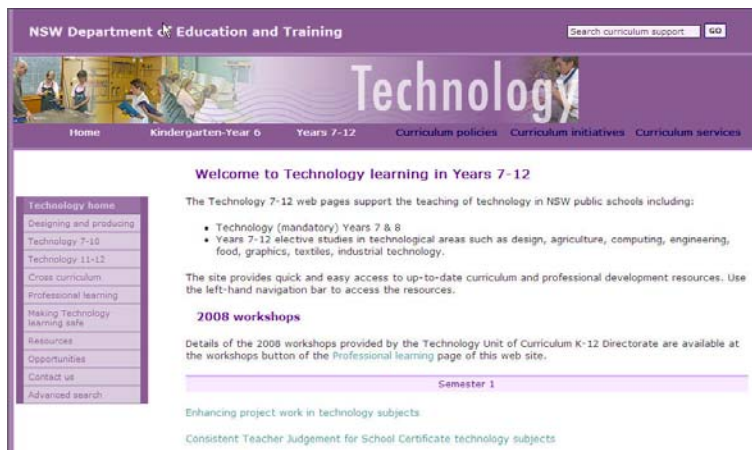 NSW Department of Education and Training
Search curriculum support GO
Technology
Home Kindergarten-Year 6 Years 7-12 Curriculum policies Curriculum initiatives Curriculum services
Welcome to Technology learning in Years 7-12
Technology home
Designing and producing
Technology 7-10
Technology 11-12
Cross curriculum
Professional learning
Making Technology
learning safe
Resources
Opportunities
Contact us
Advanced search
The Technology 7-12 web pages support the teaching of technology in NSW public schools including:
• Technology (mandatory) Years 7 & 8
• Years 7-12 elective studies in technological areas such as design, agriculture, computing, engineering,
food, graphics, textiles, industrial technology.
The site provides quick and easy access to up-to-date curriculum and professional development resources. Use
the left-hand navigation bar to access the resources.
2008 workshops
Details of the 2008 workshops provided by the Technology Unit of Curriculum K-12 Directorate are available at
the workshops button of the Professional learning page of this web site.
Semester 1
Enhancing project work in technology subjects
Consistent Teacher Judgement for School Certificate technology subjects